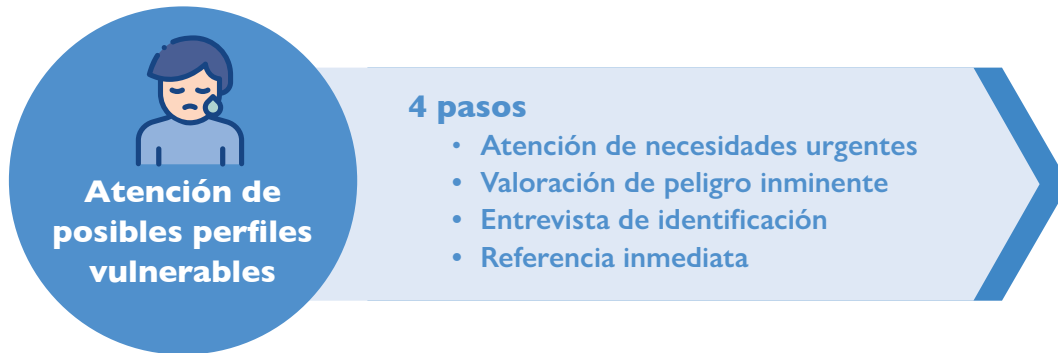 Atención de
posibles perfiles
vulnerables
4 pasos
• Atención de necesidades urgentes
• Valoración de peligro inminente
• Entrevista de identificación
• Referencia inmediata